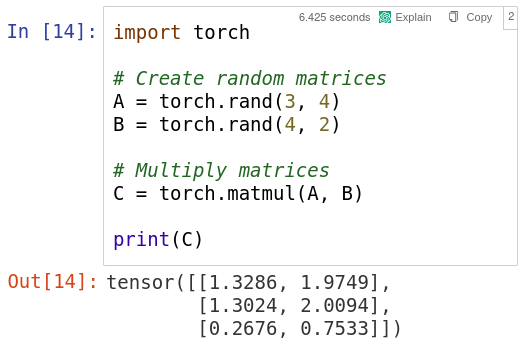 6.425 seconds Explain Copy 2
In [14]: import torch
# Create random matrices
A = torch.rand(3, 4)
B = torch.rand(4, 2)
# Multiply matrices
C = torch.matmul(A, B)
print(C)
Out[14]: tensor([[1.3286, 1.9749],
[1.3024, 2.0094],
[0.2676, 0.7533]])